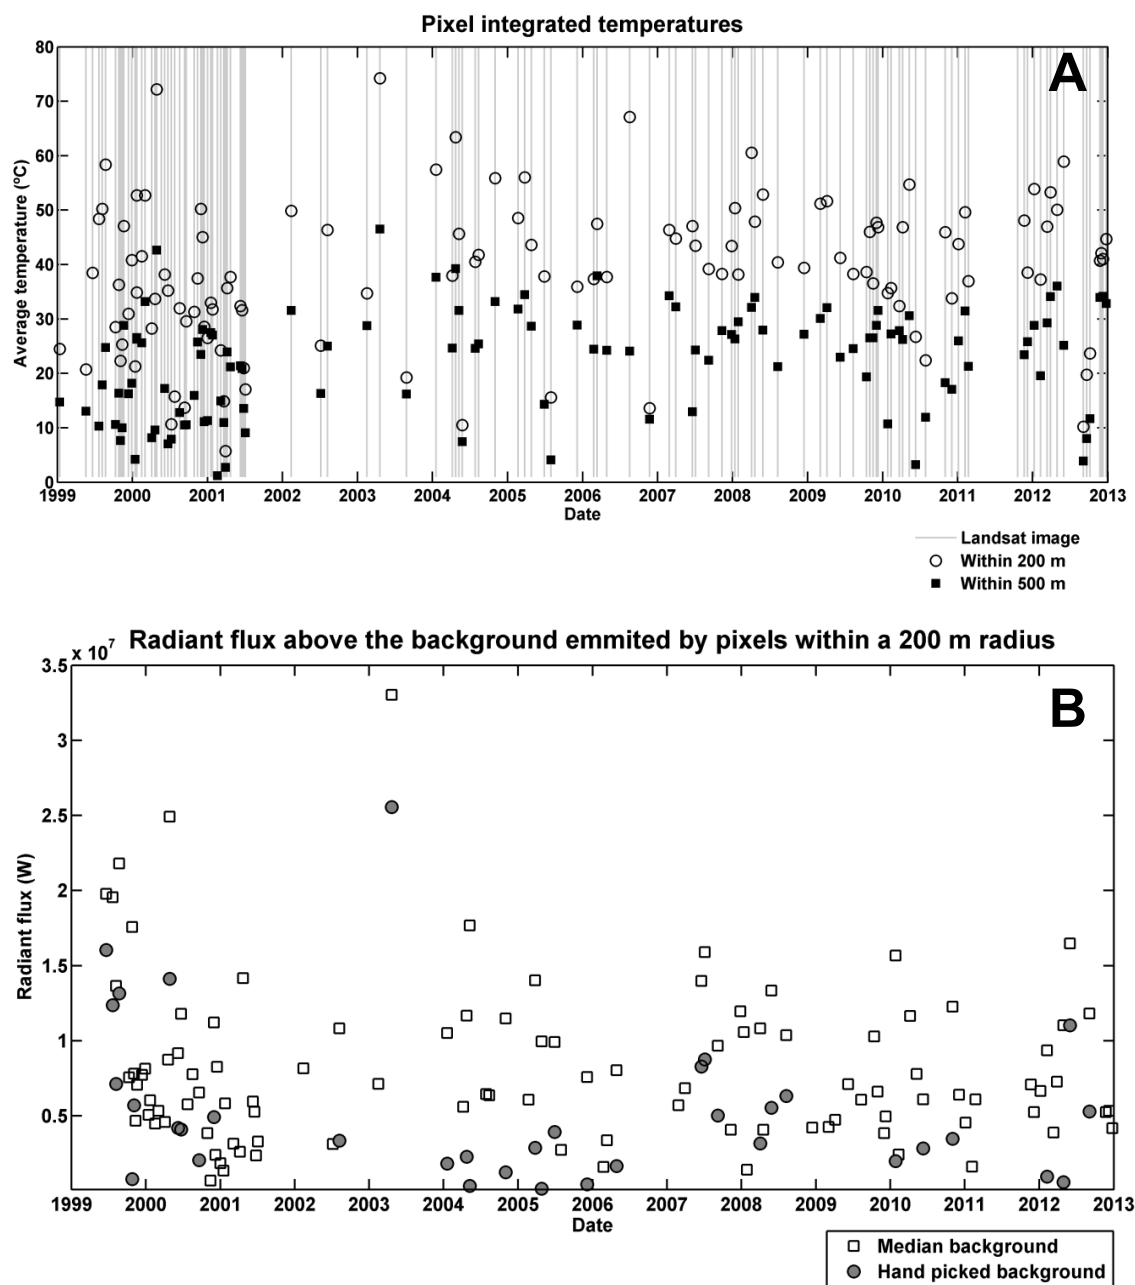 Pixel integrated temperatures
A
80
70
60
50
40
30
20
10
0
Average temperature (ºC)
1999 2000 2001 2002 2003 2004 2005 2006 2007 2008 2009 2010 2011 2012 2013
Date
Landsat image
Within 200 m
Within 500 m
Radiant flux above the background emmited by pixels within a 200 m radius
x 10⁷
B
3.5
3
2.5
2
1.5
1
0.5
Radiant flux (W)
1999 2000 2001 2002 2003 2004 2005 2006 2007 2008 2009 2010 2011 2012 2013
Date
Median background
Hand picked background